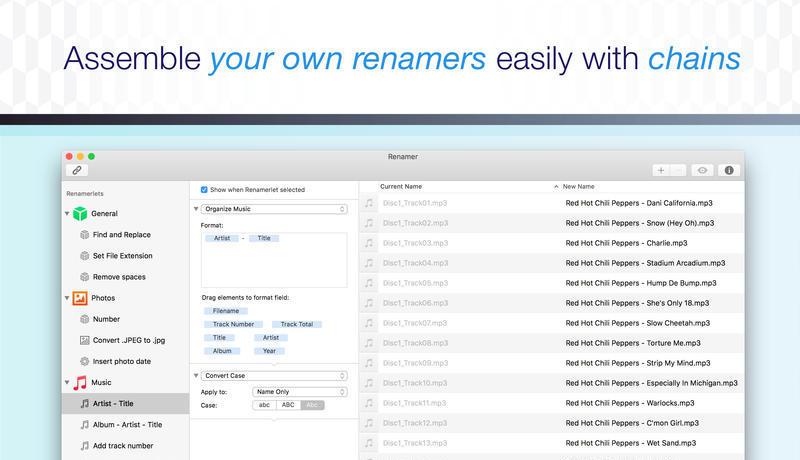 Assemble your own renamers easily with chains
Renamer
Renamerlets
General
Find and Replace
Set File Extension
Remove spaces
Photos
Number
Convert .JPEG to .jpg
Insert photo date
Music
Artist - Title
Album - Artist - Title
Add track number
Show when Renamerlet selected
Organize Music
Format:
Artist - Title
Drag elements to format field:
Filename
Track Number Track Total
Title Artist
Album Year
Convert Case
Apply to: Name Only
Case: abc ABC Abc
Current Name New Name
Disc1_Track01.mp3 Red Hot Chili Peppers - Dani California.mp3
Disc1_Track02.mp3 Red Hot Chili Peppers - Snow (Hey Oh).mp3
Disc1_Track03.mp3 Red Hot Chili Peppers - Charlie.mp3
Disc1_Track04.mp3 Red Hot Chili Peppers - Stadium Arcadium.mp3
Disc1_Track05.mp3 Red Hot Chili Peppers - Hump De Bump.mp3
Disc1_Track06.mp3 Red Hot Chili Peppers - She's Only 18.mp3
Disc1_Track07.mp3 Red Hot Chili Peppers - Slow Cheetah.mp3
Disc1_Track08.mp3 Red Hot Chili Peppers - Torture Me.mp3
Disc1_Track09.mp3 Red Hot Chili Peppers - Strip My Mind.mp3
Disc1_Track10.mp3 Red Hot Chili Peppers - Especially In Michigan.mp3
Disc1_Track11.mp3 Red Hot Chili Peppers - Warlocks.mp3
Disc1_Track12.mp3 Red Hot Chili Peppers - C'mon Girl.mp3
Disc1_Track13.mp3 Red Hot Chili Peppers - Wet Sand.mp3